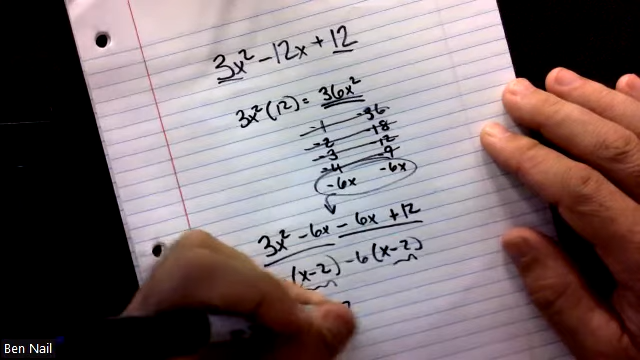 3x² - 12x + 12
3x²(12) = 36x²
-1 -36
-2 -18
-3 -12
-4 -9
-6x -6x
3x² - 6x - 6x + 12
(x-2) - 6(x-2)
Ben Nail